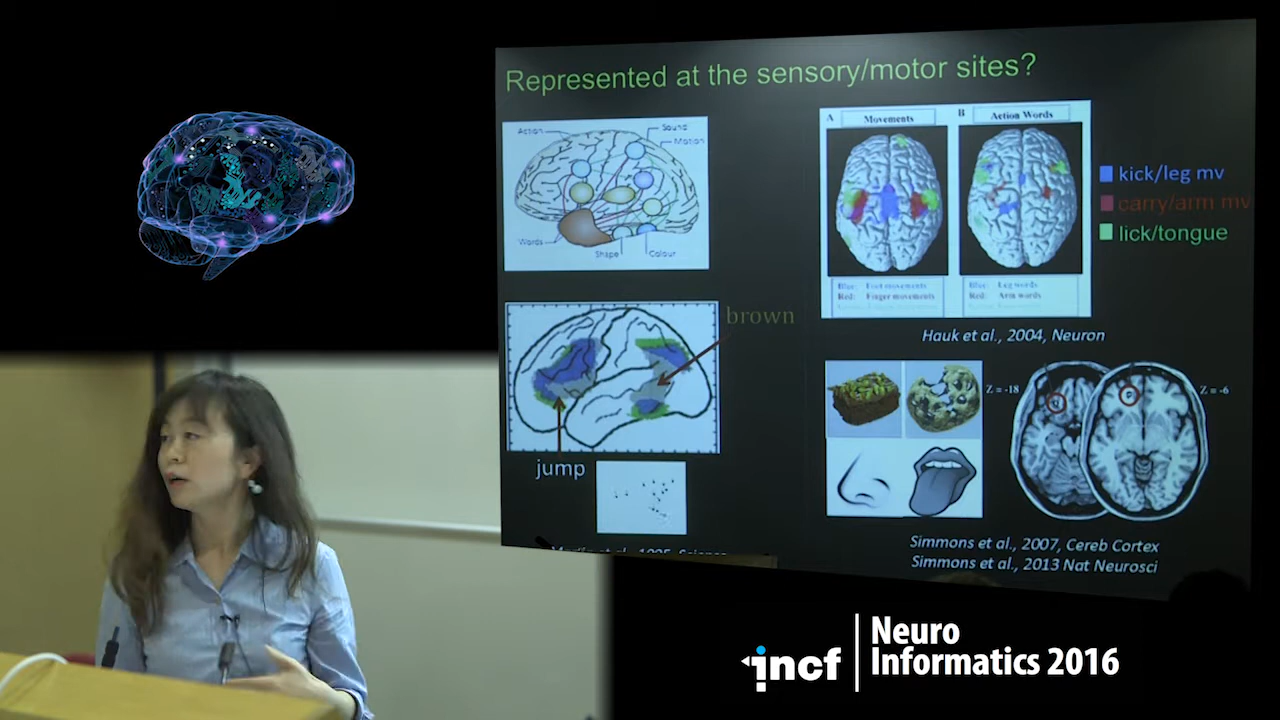 Represented at the sensory/motor sites?
Action
Sound
Motion
Words
Shape
Colour
A Movements
B Action Words
Blue: Foot movements
Red: Finger movements
Blue: Leg words
Red: Arm words
kick/leg mv
carry/arm mv
lick/tongue
Hauk et al., 2004, Neuron
brown
jump
Z = -18
Z = -6
Simmons et al., 2007, Cereb Cortex
Simmons et al., 2013 Nat Neurosci
incf
Neuro
Informatics 2016